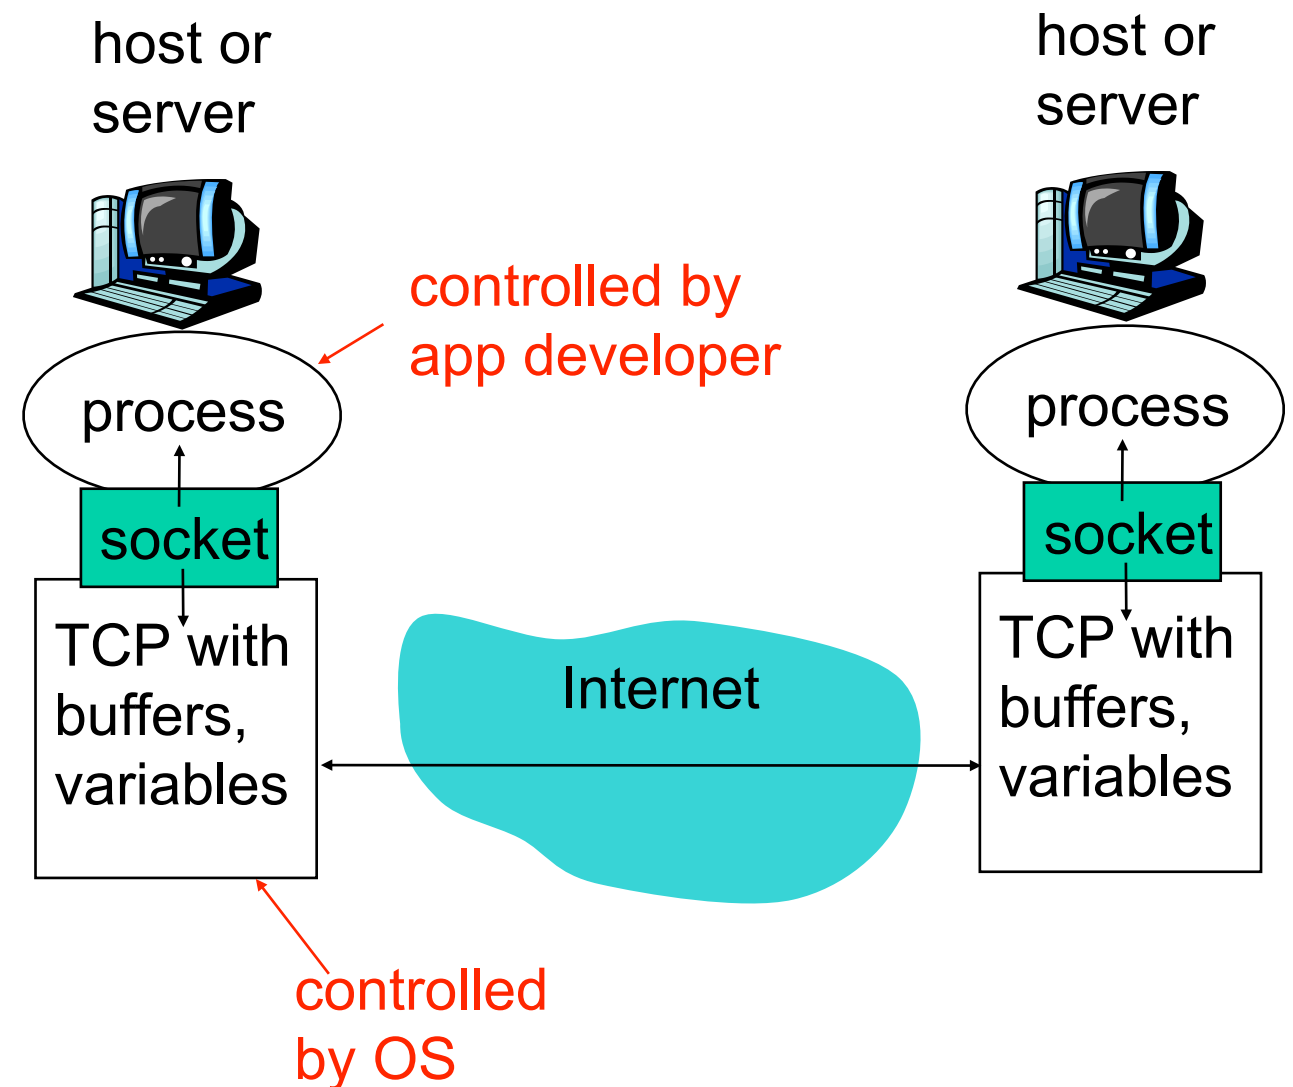 host or
server
host or
server
controlled by
app developer
process
process
socket
socket
TCP with
buffers,
variables
Internet
TCP with
buffers,
variables
controlled
by OS